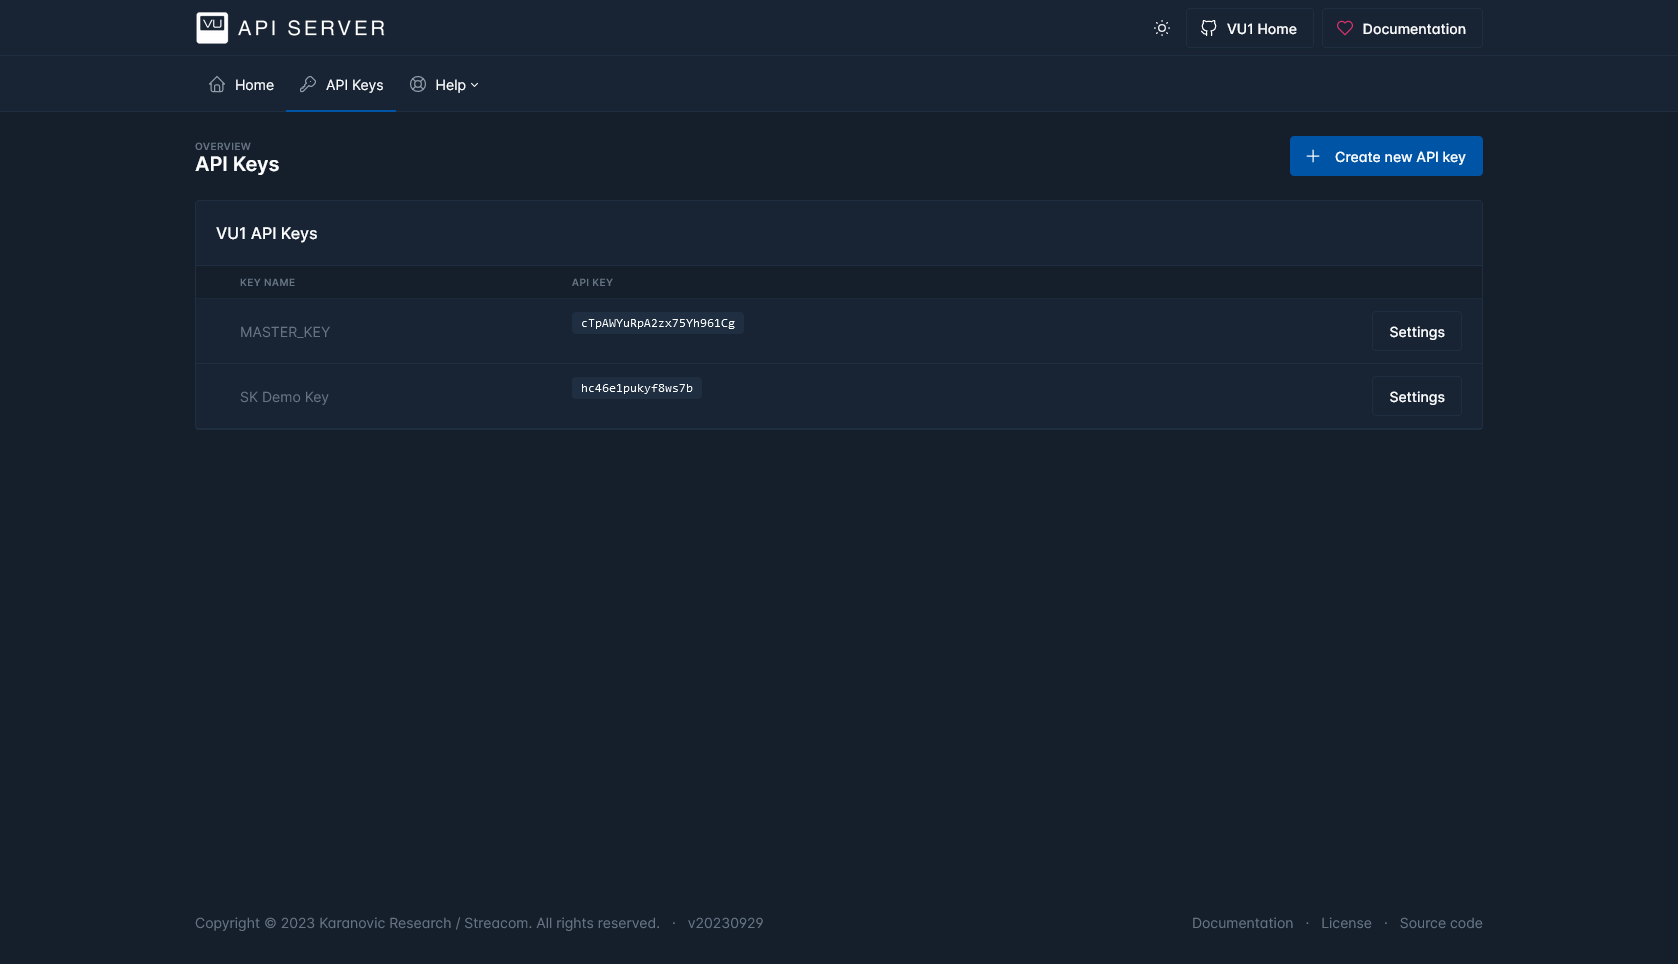 VU API SERVER
VU1 Home
Documentation
Home
API Keys
Help
OVERVIEW
API Keys
Create new API key
VU1 API Keys
KEY NAME API KEY
MASTER_KEY cTpAWYuRpA2zx75Yh961Cg Settings
SK Demo Key hc46e1pukyf8ws7b Settings
Copyright © 2023 Karanovic Research / Streacom. All rights reserved. · v20230929
Documentation · License · Source code